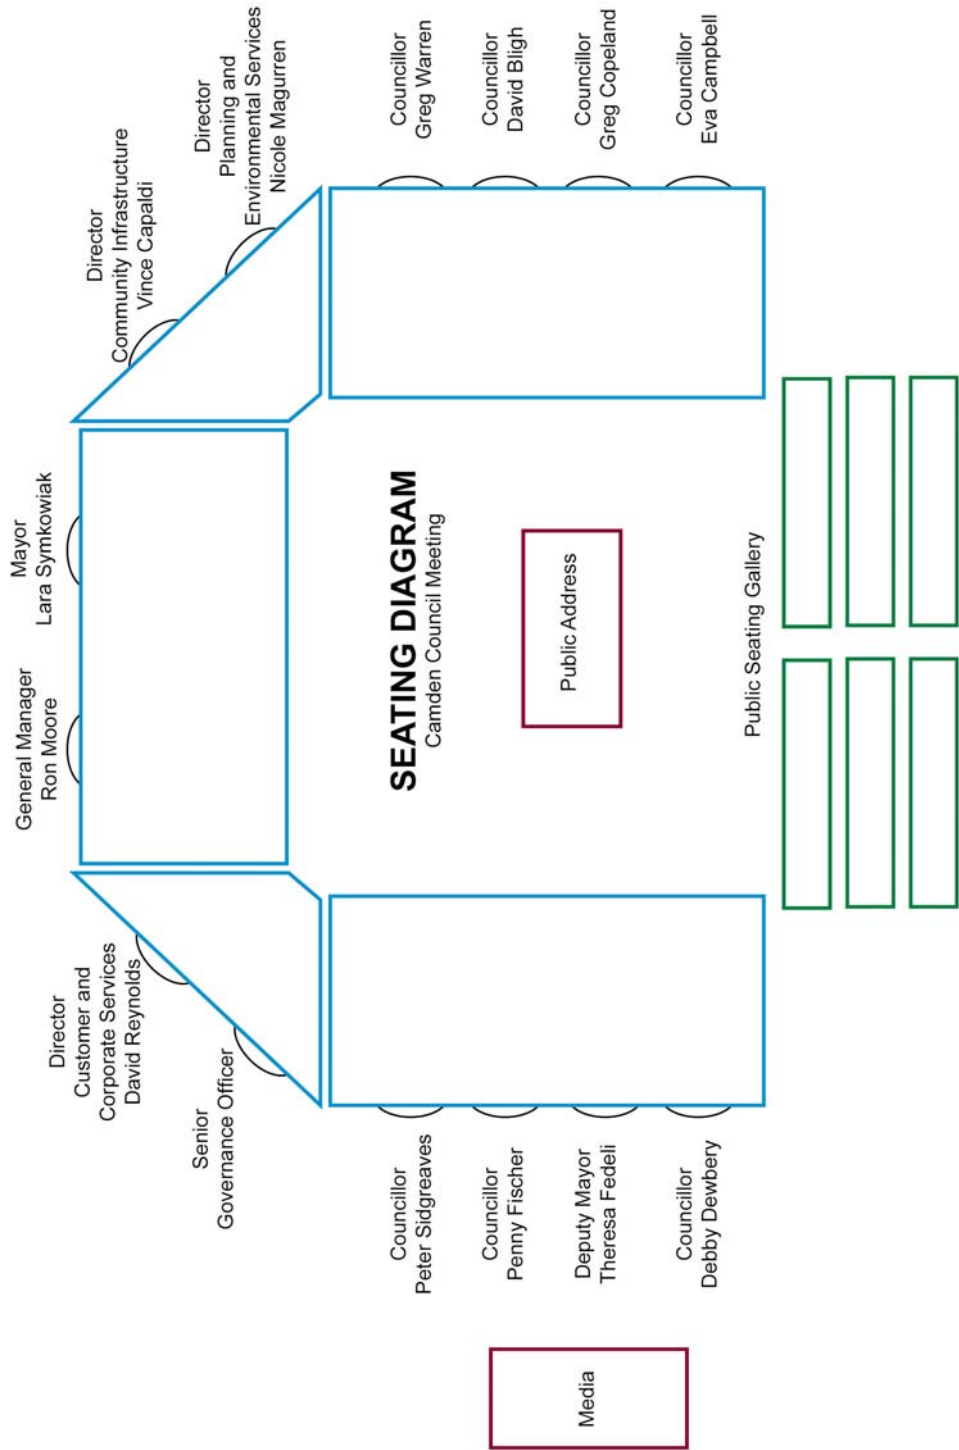 General Manager
Ron Moore
Mayor
Lara Symkowiak
Director
Customer and
Corporate Services
David Reynolds
Director
Community Infrastructure
Vince Capaldi
Senior
Governance Officer
Director
Planning and
Environmental Services
Nicole Magurren
SEATING DIAGRAM
Camden Council Meeting
Councillor
Peter Sidgreaves
Councillor
Greg Warren
Councillor
Penny Fischer
Councillor
David Bligh
Deputy Mayor
Theresa Fedeli
Councillor
Greg Copeland
Councillor
Debby Dewbery
Councillor
Eva Campbell
Media
Public Address
Public Seating Gallery